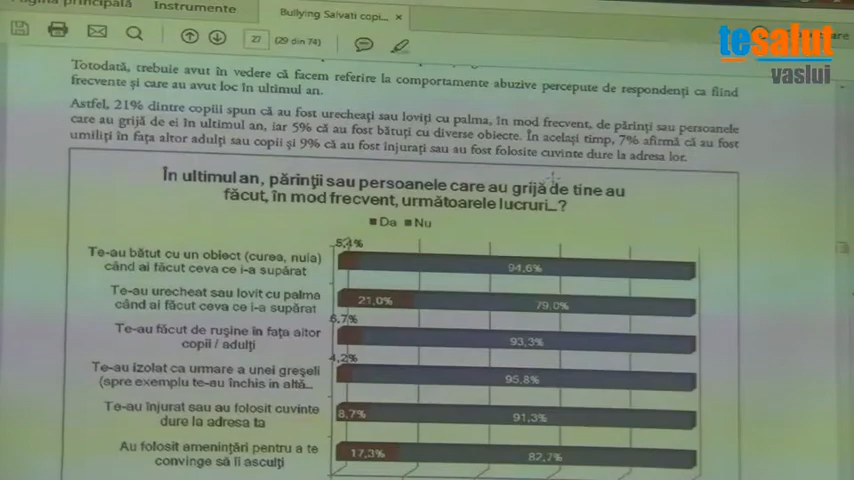 Pagina principală Instrumente Bullying Salvati copi... ×
27 (29 din 74)
tesalut
vaslui
Totodată, trebuie avut în vedere că facem referire la comportamente abuzive percepute de respondenți ca fiind
frecvente și care au avut loc în ultimul an.
Astfel, 21% dintre copiii spun că au fost urecheați sau loviți cu palma, în mod frecvent, de părinți sau persoanele
care au grijă de ei în ultimul an, iar 5% că au fost bătuți cu diverse obiecte. În același timp, 7% afirmă că au fost
umiliți în fața altor adulți sau copii și 9% că au fost înjurați sau au fost folosite cuvinte dure la adresa lor.
În ultimul an, părinții sau persoanele care au grijă de tine au
făcut, în mod frecvent, următoarele lucruri...?
Da Nu
Te-au bătut cu un obiect (curea, nuia)
când ai făcut ceva ce i-a supărat
5,4% 94,6%
Te-au urecheat sau lovit cu palma
când ai făcut ceva ce i-a supărat
21,0% 79,0%
Te-au făcut de rușine în fața altor
copii / adulți
6,7% 93,3%
Te-au izolat ca urmare a unei greșeli
(spre exemplu te-au închis în altă...
4,2% 95,8%
Te-au înjurat sau au folosit cuvinte
dure la adresa ta
8,7% 91,3%
Au folosit amenințări pentru a te
convinge să îi asculți
17,3% 82,7%